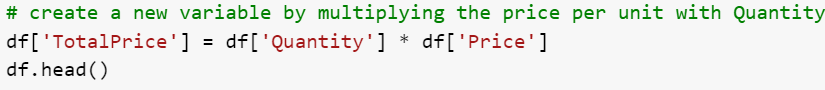 # create a new variable by multiplying the price per unit with Quantity
df['TotalPrice'] = df['Quantity'] * df['Price']
df.head()